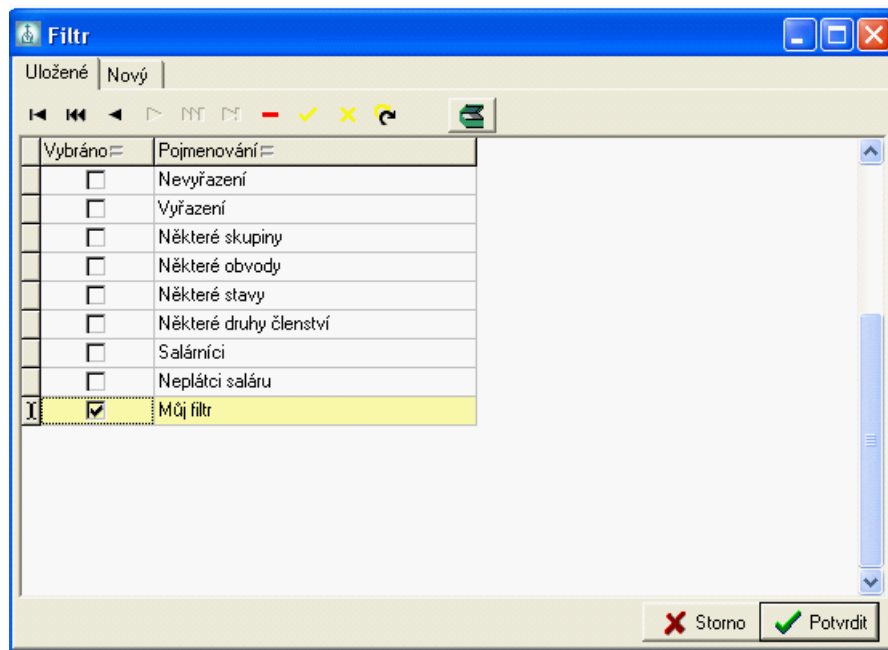 Filtr
Uložené Nový
Vybráno Pojmenování
Nevyřazení
Vyřazení
Některé skupiny
Některé obvody
Některé stavy
Některé druhy členství
Salárníci
Neplátci saláru
Můj filtr
Storno Potvrdit